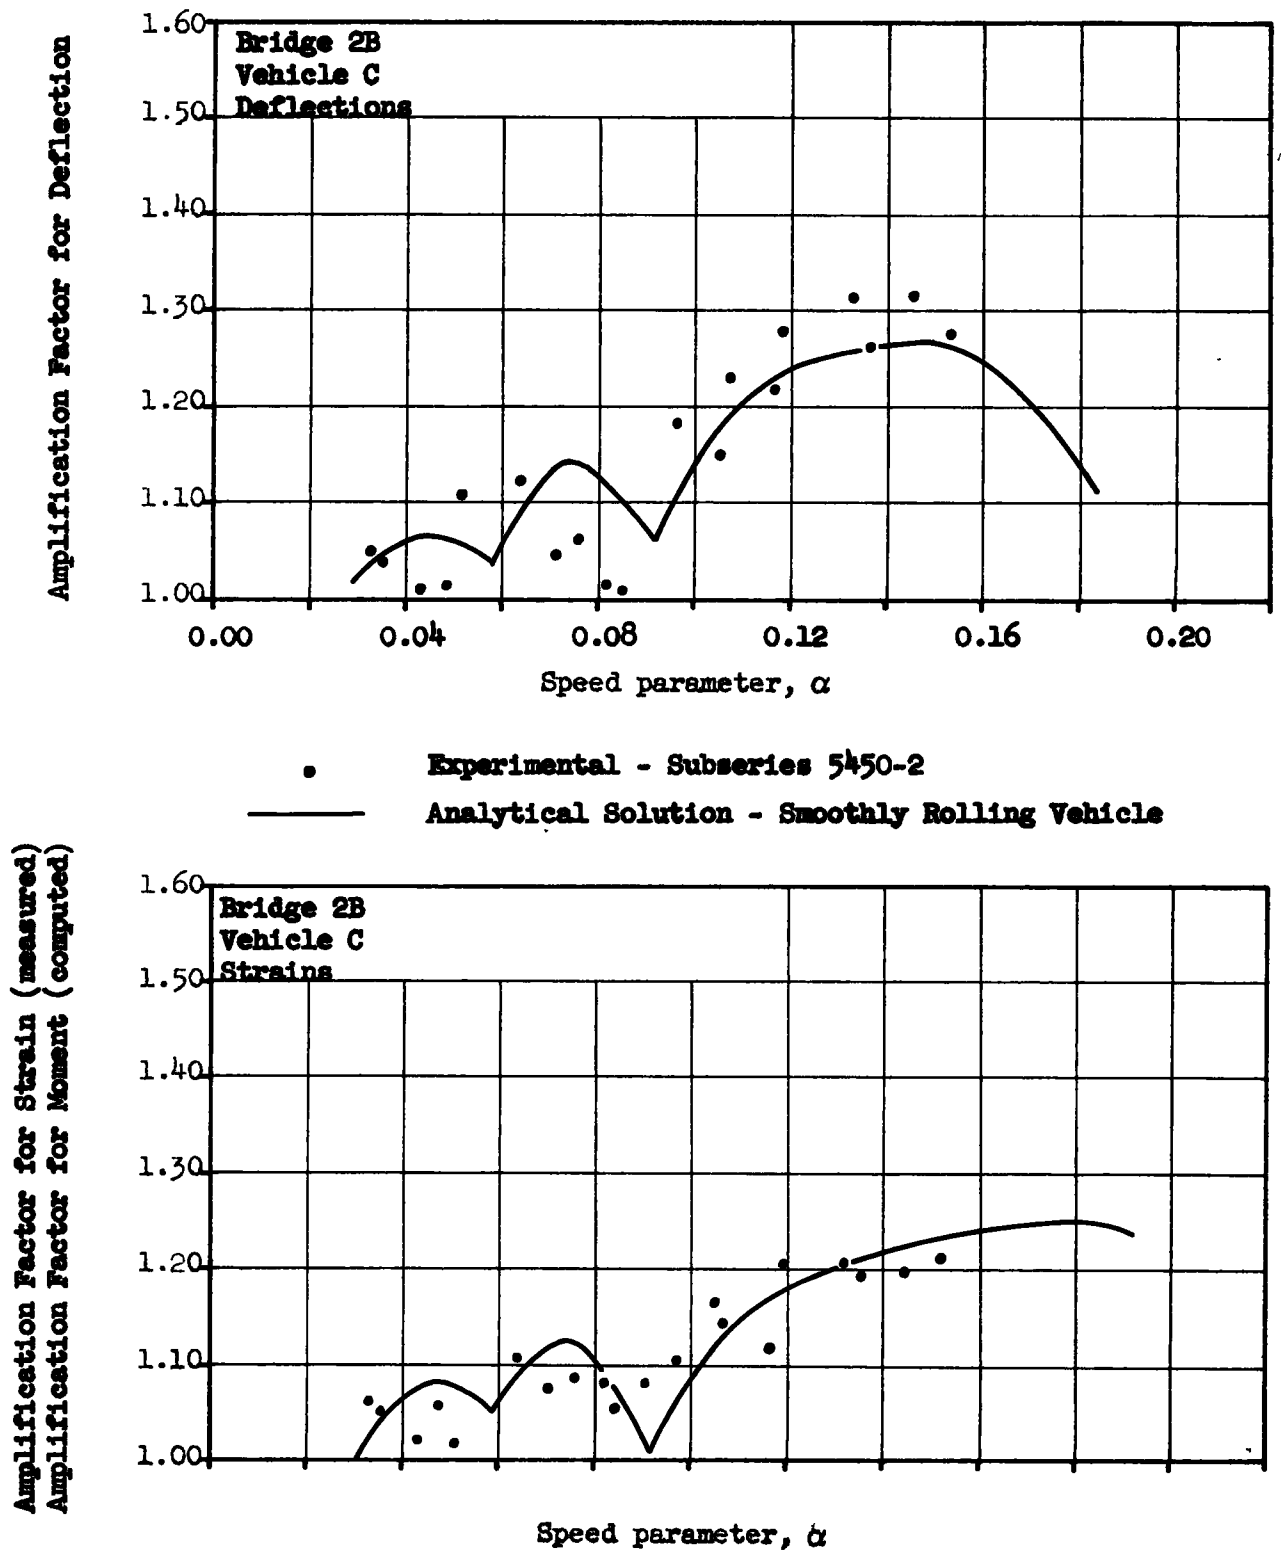 Amplification Factor for Deflection
1.60
1.50
1.40
1.30
1.20
1.10
1.00
Bridge 2B
Vehicle C
Deflections
0.00 0.04 0.08 0.12 0.16 0.20
Speed parameter, α
Experimental - Subseries 5450-2
Analytical Solution - Smoothly Rolling Vehicle
Amplification Factor for Strain (measured)
Amplification Factor for Moment (computed)
1.60
1.50
1.40
1.30
1.20
1.10
1.00
Bridge 2B
Vehicle C
Strains
Speed parameter, α